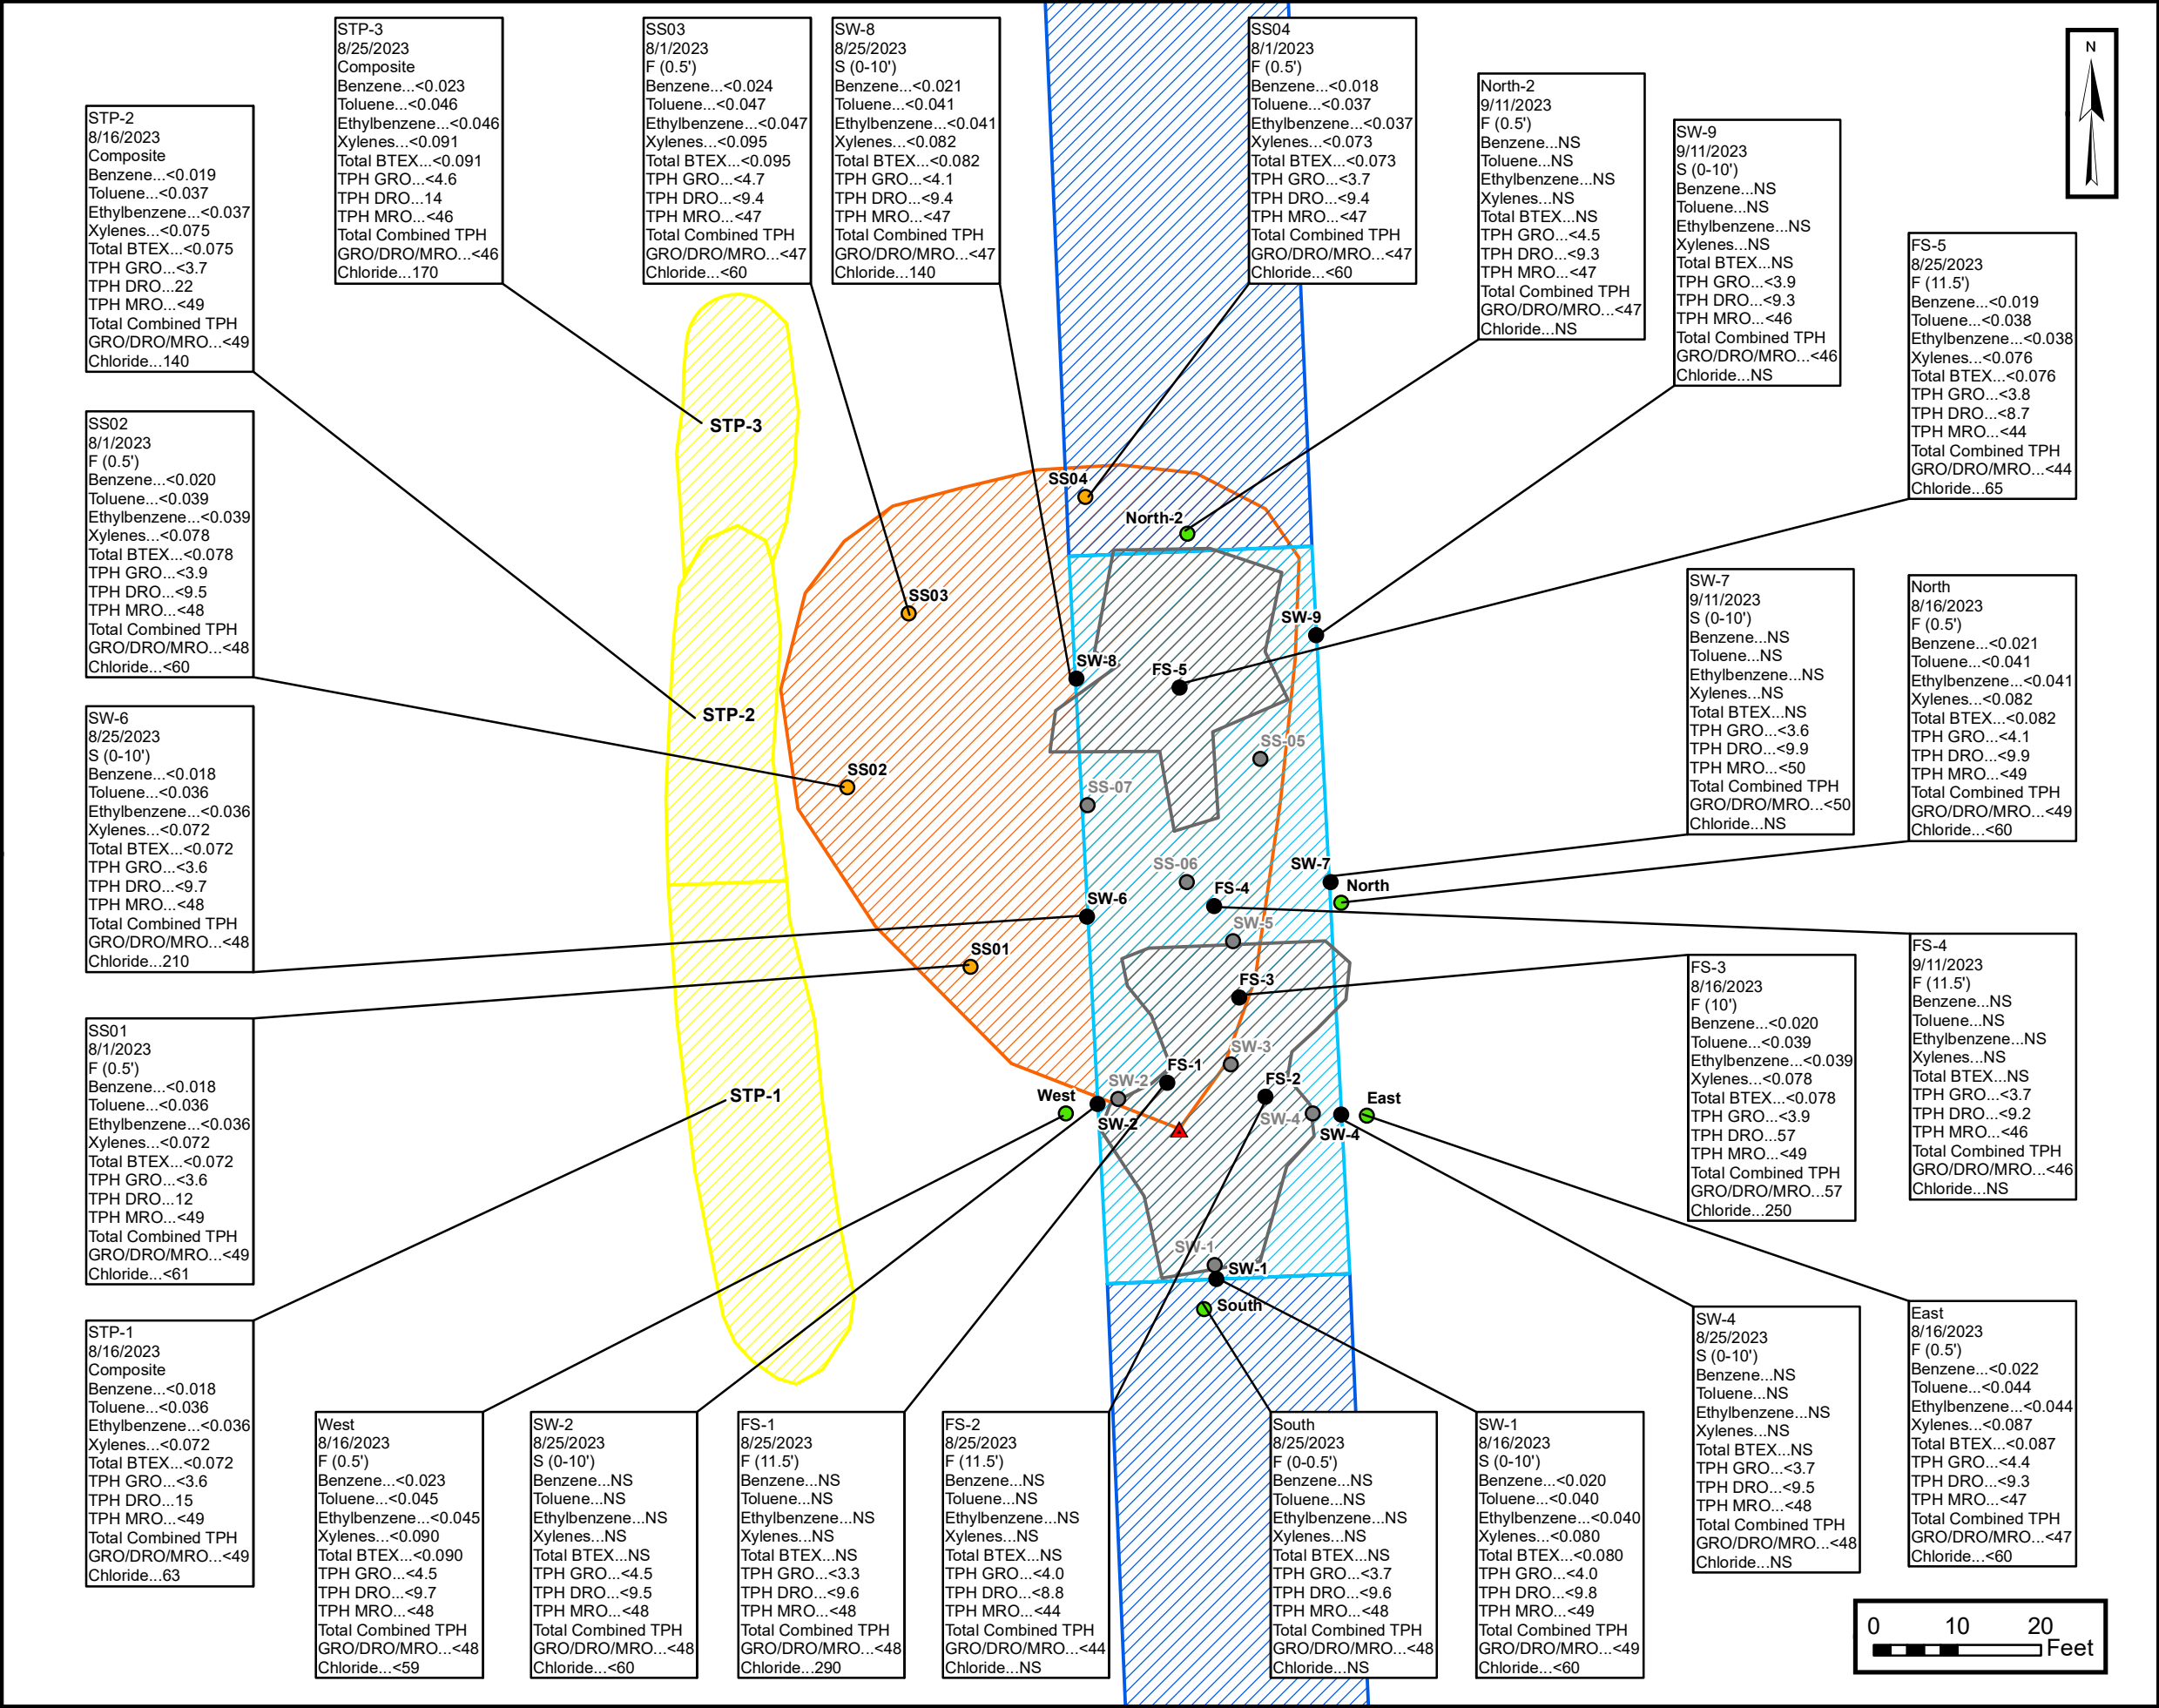 STP-3
8/25/2023
Composite
Benzene...<0.023
Toluene...<0.046
Ethylbenzene...<0.046
Xylenes...<0.091
Total BTEX...<0.091
TPH GRO...<4.6
TPH DRO...14
TPH MRO...<46
Total Combined TPH
GRO/DRO/MRO...<46
Chloride...170
SS03
8/1/2023
F (0.5')
Benzene...<0.024
Toluene...<0.047
Ethylbenzene...<0.047
Xylenes...<0.095
Total BTEX...<0.095
TPH GRO...<4.7
TPH DRO...<9.4
TPH MRO...<47
Total Combined TPH
GRO/DRO/MRO...<47
Chloride...<60
SW-8
8/25/2023
S (0-10')
Benzene...<0.021
Toluene...<0.041
Ethylbenzene...<0.041
Xylenes...<0.082
Total BTEX...<0.082
TPH GRO...<4.1
TPH DRO...<9.4
TPH MRO...<47
Total Combined TPH
GRO/DRO/MRO...<47
Chloride...140
SS04
8/1/2023
F (0.5')
Benzene...<0.018
Toluene...<0.037
Ethylbenzene...<0.037
Xylenes...<0.073
Total BTEX...<0.073
TPH GRO...<3.7
TPH DRO...<9.4
TPH MRO...<47
Total Combined TPH
GRO/DRO/MRO...<47
Chloride...<60
North-2
9/11/2023
F (0.5')
Benzene...NS
Toluene...NS
Ethylbenzene...NS
Xylenes...NS
Total BTEX...NS
TPH GRO...<4.5
TPH DRO...<9.3
TPH MRO...<47
Total Combined TPH
GRO/DRO/MRO...<47
Chloride...NS
SW-9
9/11/2023
S (0-10')
Benzene...NS
Toluene...NS
Ethylbenzene...NS
Xylenes...NS
Total BTEX...NS
TPH GRO...<3.9
TPH DRO...<9.3
TPH MRO...<46
Total Combined TPH
GRO/DRO/MRO...<46
Chloride...NS
N
STP-2
8/16/2023
Composite
Benzene...<0.019
Toluene...<0.037
Ethylbenzene...<0.037
Xylenes...<0.075
Total BTEX...<0.075
TPH GRO...<3.7
TPH DRO...22
TPH MRO...<49
Total Combined TPH
GRO/DRO/MRO...<49
Chloride...140
FS-5
8/25/2023
F (11.5')
Benzene...<0.019
Toluene...<0.038
Ethylbenzene...<0.038
Xylenes...<0.076
Total BTEX...<0.076
TPH GRO...<3.8
TPH DRO...<8.7
TPH MRO...<44
Total Combined TPH
GRO/DRO/MRO...<44
Chloride...65
SS02
8/1/2023
F (0.5')
Benzene...<0.020
Toluene...<0.039
Ethylbenzene...<0.039
Xylenes...<0.078
Total BTEX...<0.078
TPH GRO...<3.9
TPH DRO...<9.5
TPH MRO...<48
Total Combined TPH
GRO/DRO/MRO...<48
Chloride...<60
STP-3
SS04
North-2
SS03
SW-9
SW-8
FS-5
STP-2
SS-05
SS02
SS-07
SS-06
SW-7
North
FS-4
SW-6
SW-5
SS01
FS-3
SW-3
FS-1
SW-2
FS-2
STP-1
West
SW-2
SW-4
East
SW-4
SW-1
SW-1
South
SW-7
9/11/2023
S (0-10')
Benzene...NS
Toluene...NS
Ethylbenzene...NS
Xylenes...NS
Total BTEX...NS
TPH GRO...<3.6
TPH DRO...<9.9
TPH MRO...<50
Total Combined TPH
GRO/DRO/MRO...<50
Chloride...NS
North
8/16/2023
F (0.5')
Benzene...<0.021
Toluene...<0.041
Ethylbenzene...<0.041
Xylenes...<0.082
Total BTEX...<0.082
TPH GRO...<4.1
TPH DRO...<9.9
TPH MRO...<49
Total Combined TPH
GRO/DRO/MRO...<49
Chloride...<60
SW-6
8/25/2023
S (0-10')
Benzene...<0.018
Toluene...<0.036
Ethylbenzene...<0.036
Xylenes...<0.072
Total BTEX...<0.072
TPH GRO...<3.6
TPH DRO...<9.7
TPH MRO...<48
Total Combined TPH
GRO/DRO/MRO...<48
Chloride...210
FS-3
8/16/2023
F (10')
Benzene...<0.020
Toluene...<0.039
Ethylbenzene...<0.039
Xylenes...<0.078
Total BTEX...<0.078
TPH GRO...<3.9
TPH DRO...57
TPH MRO...<49
Total Combined TPH
GRO/DRO/MRO...57
Chloride...250
FS-4
9/11/2023
F (11.5')
Benzene...NS
Toluene...NS
Ethylbenzene...NS
Xylenes...NS
Total BTEX...NS
TPH GRO...<3.7
TPH DRO...<9.2
TPH MRO...<46
Total Combined TPH
GRO/DRO/MRO...<46
Chloride...NS
SS01
8/1/2023
F (0.5')
Benzene...<0.018
Toluene...<0.036
Ethylbenzene...<0.036
Xylenes...<0.072
Total BTEX...<0.072
TPH GRO...<3.6
TPH DRO...12
TPH MRO...<49
Total Combined TPH
GRO/DRO/MRO...<49
Chloride...<61
STP-1
8/16/2023
Composite
Benzene...<0.018
Toluene...<0.036
Ethylbenzene...<0.036
Xylenes...<0.072
Total BTEX...<0.072
TPH GRO...<3.6
TPH DRO...15
TPH MRO...<49
Total Combined TPH
GRO/DRO/MRO...<49
Chloride...63
West
8/16/2023
F (0.5')
Benzene...<0.023
Toluene...<0.045
Ethylbenzene...<0.045
Xylenes...<0.090
Total BTEX...<0.090
TPH GRO...<4.5
TPH DRO...<9.7
TPH MRO...<48
Total Combined TPH
GRO/DRO/MRO...<48
Chloride...<59
SW-2
8/25/2023
S (0-10')
Benzene...NS
Toluene...NS
Ethylbenzene...NS
Xylenes...NS
Total BTEX...NS
TPH GRO...<4.5
TPH DRO...<9.5
TPH MRO...<48
Total Combined TPH
GRO/DRO/MRO...<48
Chloride...<60
FS-1
8/25/2023
F (11.5')
Benzene...NS
Toluene...NS
Ethylbenzene...NS
Xylenes...NS
Total BTEX...NS
TPH GRO...<3.3
TPH DRO...<9.6
TPH MRO...<48
Total Combined TPH
GRO/DRO/MRO...<48
Chloride...290
FS-2
8/25/2023
F (11.5')
Benzene...NS
Toluene...NS
Ethylbenzene...NS
Xylenes...NS
Total BTEX...NS
TPH GRO...<4.0
TPH DRO...<8.8
TPH MRO...<44
Total Combined TPH
GRO/DRO/MRO...<44
Chloride...NS
South
8/25/2023
F (0-0.5')
Benzene...NS
Toluene...NS
Ethylbenzene...NS
Xylenes...NS
Total BTEX...NS
TPH GRO...<3.7
TPH DRO...<9.6
TPH MRO...<48
Total Combined TPH
GRO/DRO/MRO...<48
Chloride...NS
SW-1
8/16/2023
S (0-10')
Benzene...<0.020
Toluene...<0.040
Ethylbenzene...<0.040
Xylenes...<0.080
Total BTEX...<0.080
TPH GRO...<4.0
TPH DRO...<9.8
TPH MRO...<49
Total Combined TPH
GRO/DRO/MRO...<49
Chloride...<60
SW-4
8/25/2023
S (0-10')
Benzene...NS
Toluene...NS
Ethylbenzene...NS
Xylenes...NS
Total BTEX...NS
TPH GRO...<3.7
TPH DRO...<9.5
TPH MRO...<48
Total Combined TPH
GRO/DRO/MRO...<48
Chloride...NS
East
8/16/2023
F (0.5')
Benzene...<0.022
Toluene...<0.044
Ethylbenzene...<0.044
Xylenes...<0.087
Total BTEX...<0.087
TPH GRO...<4.4
TPH DRO...<9.3
TPH MRO...<47
Total Combined TPH
GRO/DRO/MRO...<47
Chloride...<60
0 10 20
Feet